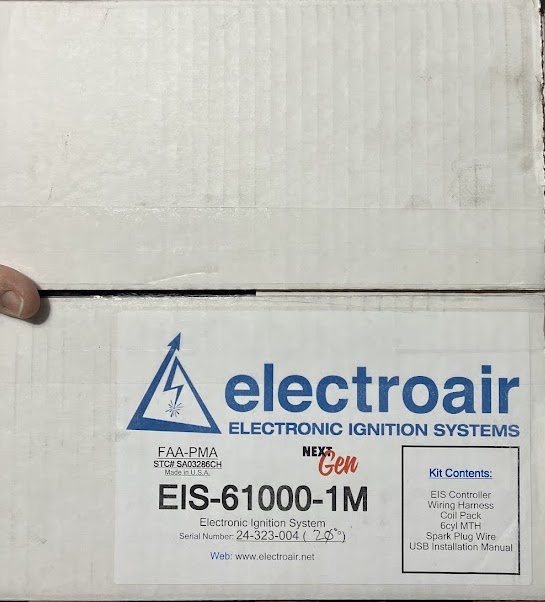 electroair
ELECTRONIC IGNITION SYSTEMS
FAA-PMA
STC# SA03286CH
Made in U.S.A.
NEXT
Gen
EIS-61000-1M
Electronic Ignition System
Serial Number: 24-323-004 (20°)
Web: www.electroair.net
Kit Contents:
EIS Controller
Wiring Harness
Coil Pack
6cyl MTH
Spark Plug Wire
USB Installation Manual